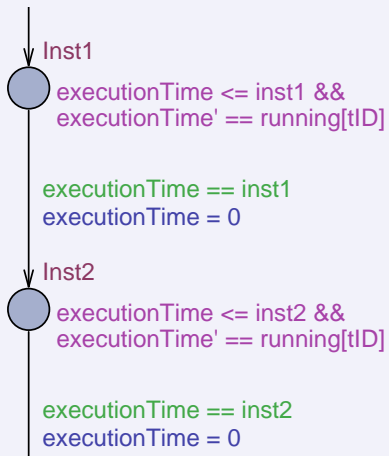 Inst1
executionTime <= inst1 &&
executionTime' == running[tID]
executionTime == inst1
executionTime = 0
Inst2
executionTime <= inst2 &&
executionTime' == running[tID]
executionTime == inst2
executionTime = 0